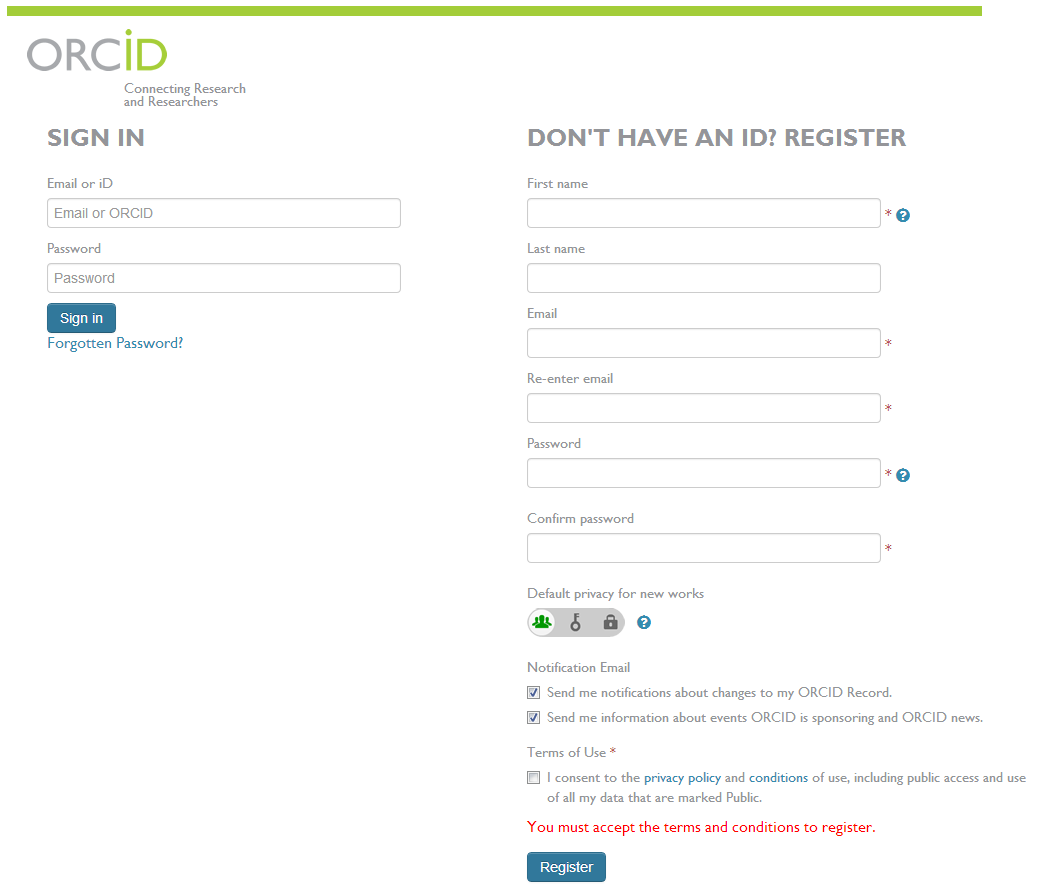 ORCiD
Connecting Research
and Researchers
SIGN IN
Email or iD
Email or ORCID
Password
Password
Sign in
Forgotten Password?
DON'T HAVE AN ID? REGISTER
First name
*
Last name
Email
*
Re-enter email
*
Password
*
Confirm password
*
Default privacy for new works
Notification Email
Send me notifications about changes to my ORCID Record.
Send me information about events ORCID is sponsoring and ORCID news.
Terms of Use *
I consent to the privacy policy and conditions of use, including public access and use
of all my data that are marked Public.
You must accept the terms and conditions to register.
Register